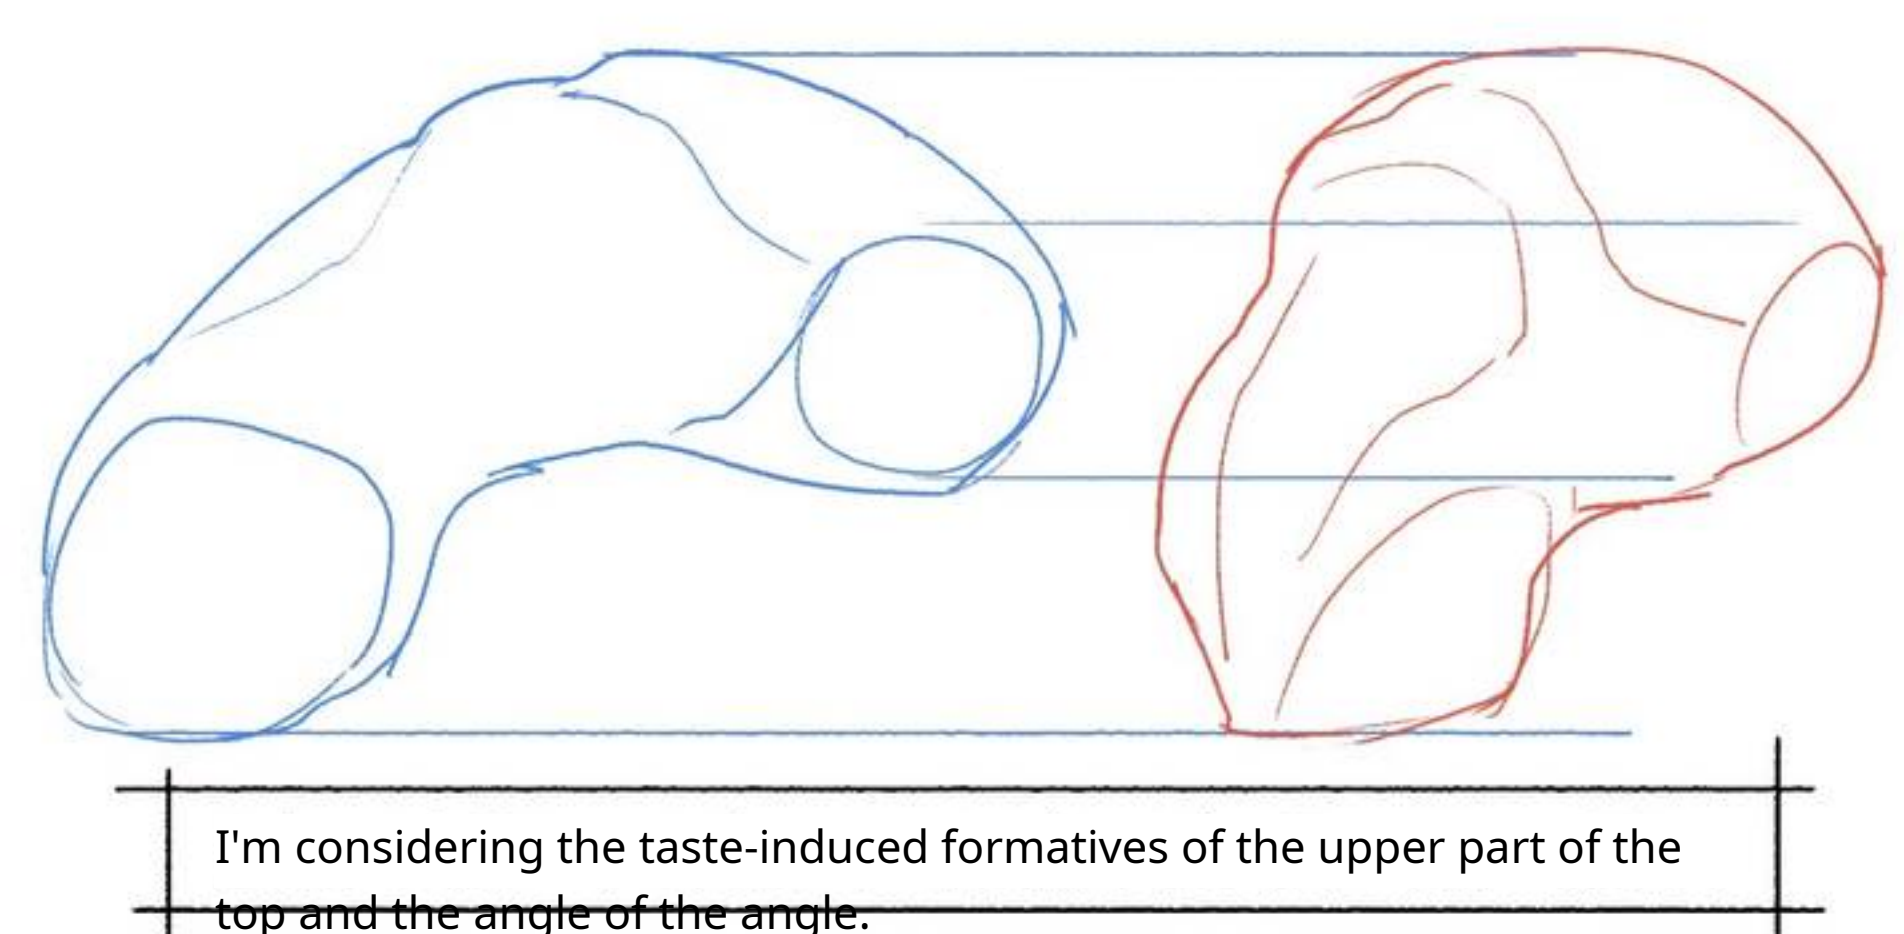 I'm considering the taste-induced formatives of the upper part of the
top and the angle of the angle.